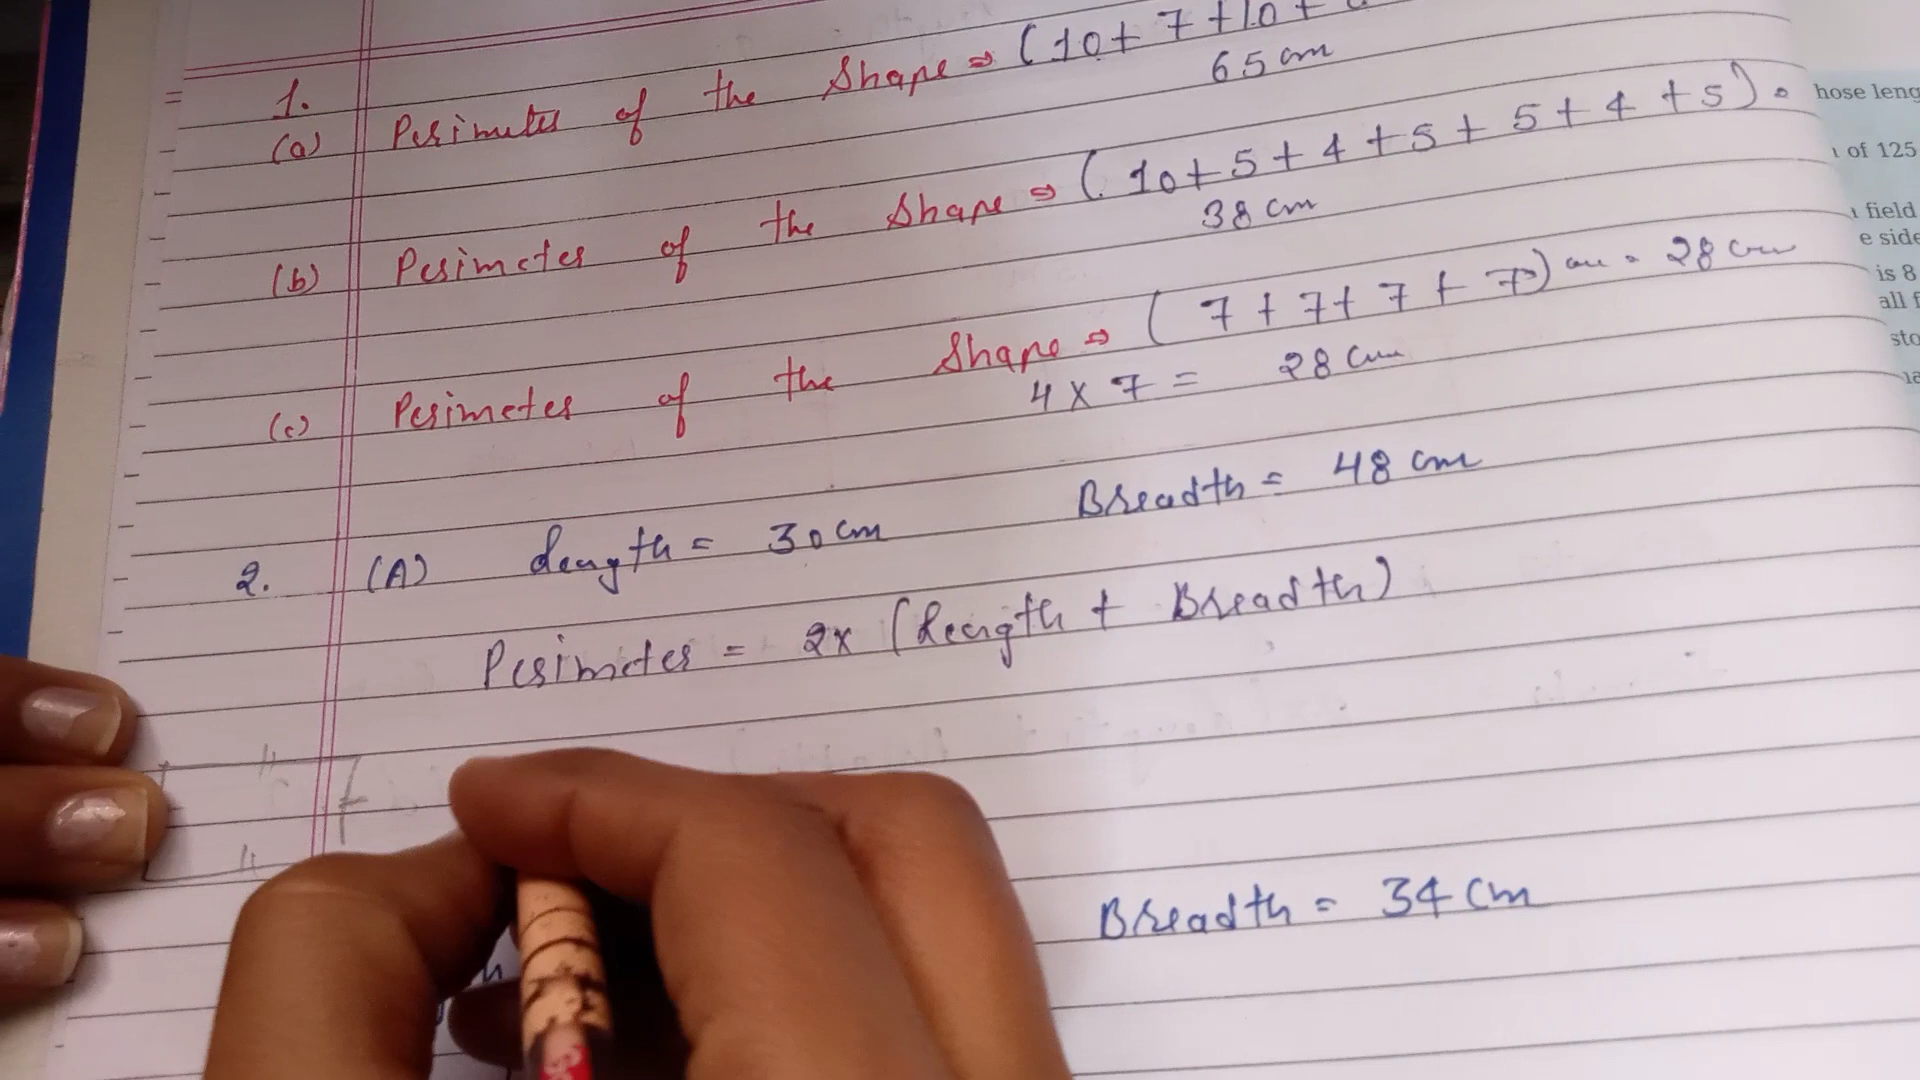 1.
(a) Perimeter of the Shape ⇒ (10 + 7 + 10 +
65 cm
(b) Perimeter of the Shape ⇒ (10 + 5 + 4 + 5 + 5 + 4 + 5) =
38 cm
(c) Perimeter of the Shape ⇒ (7 + 7 + 7 + 7) cm = 28 cm
4 x 7 = 28 cm
2. (A) Length = 30 cm Breadth = 48 cm
Perimeter = 2x (Length + Breadth)
Breadth = 34 cm
hose leng
of 125
field
e side
is 8
all f
sto